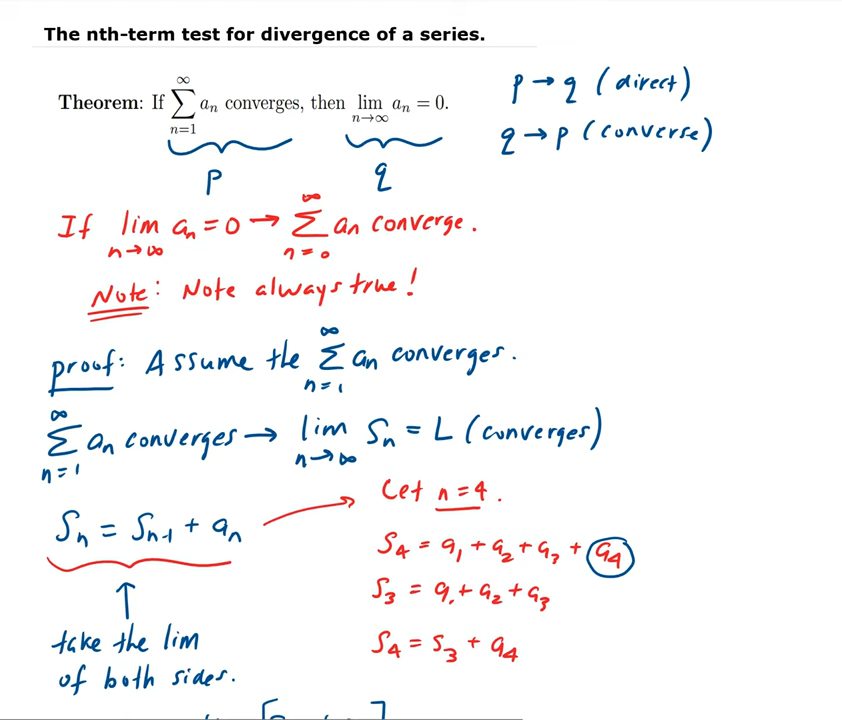 The nth-term test for divergence of a series.
Theorem: If ∑_{n=1}^{∞} a_n converges, then lim_{n→∞} a_n = 0.
p q
p → q (direct)
q → p (converse)
If lim_{n→∞} a_n = 0 → ∑_{n=0}^{∞} a_n converge.
Note: Note always true!
proof: Assume the ∑_{n=1}^{∞} a_n converges.
∑_{n=1}^{∞} a_n converges → lim_{n→∞} S_n = L (converges)
S_n = S_{n-1} + a_n
Let n = 4.
S_4 = a_1 + a_2 + a_3 + a_4
S_3 = a_1 + a_2 + a_3
S_4 = S_3 + a_4
↑
take the lim
of both sides.